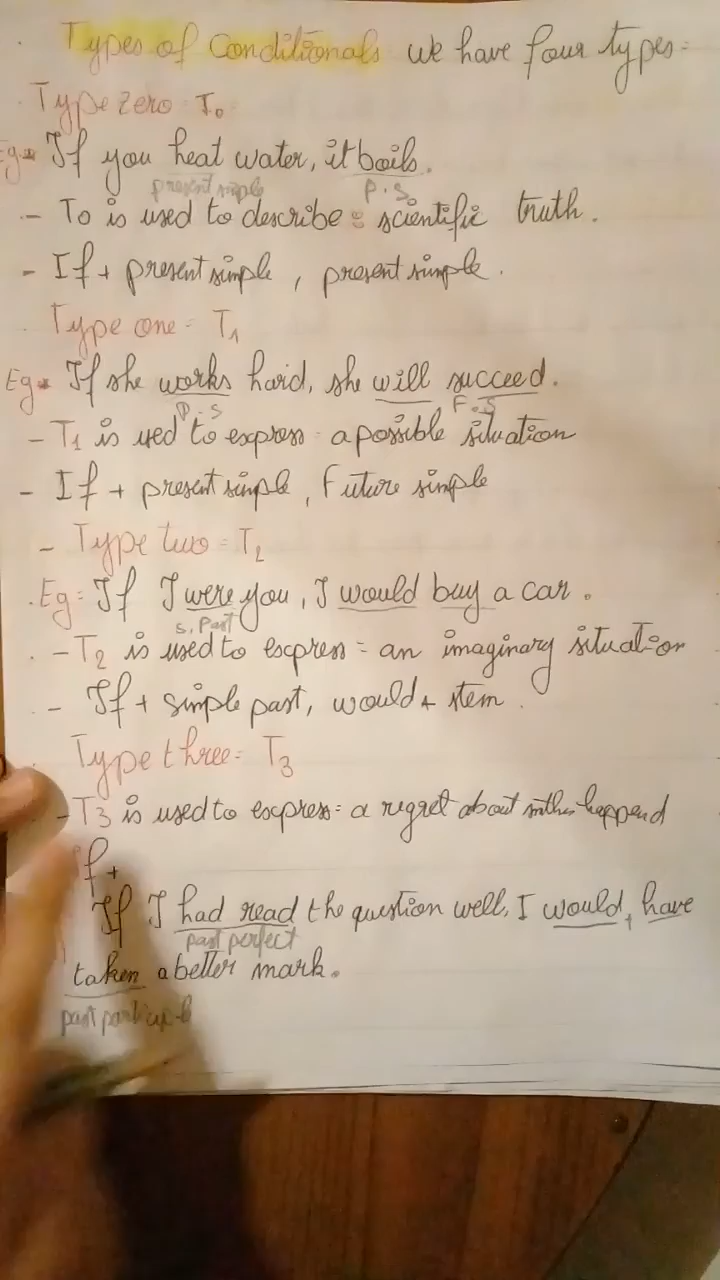 Types of Conditionals we have four types:
Type zero = T0
Eg: If you heat water, it boils.
present simple P.S
- T0 is used to describe = scientific truth.
- If + present simple, present simple.
Type one = T1
Eg: If she works hard, she will succeed.
P.S F.S
- T1 is used to express = a possible situation
- If + present simple, Future simple
- Type two = T2
.Eg: If I were you, I would buy a car.
S.Past
- T2 is used to express = an imaginary situation
- If + simple past, would + stem.
Type three = T3
- T3 is used to express = a regret about happend
If +
If I had read the question well, I would, have
past perfect
taken a better mark.
past